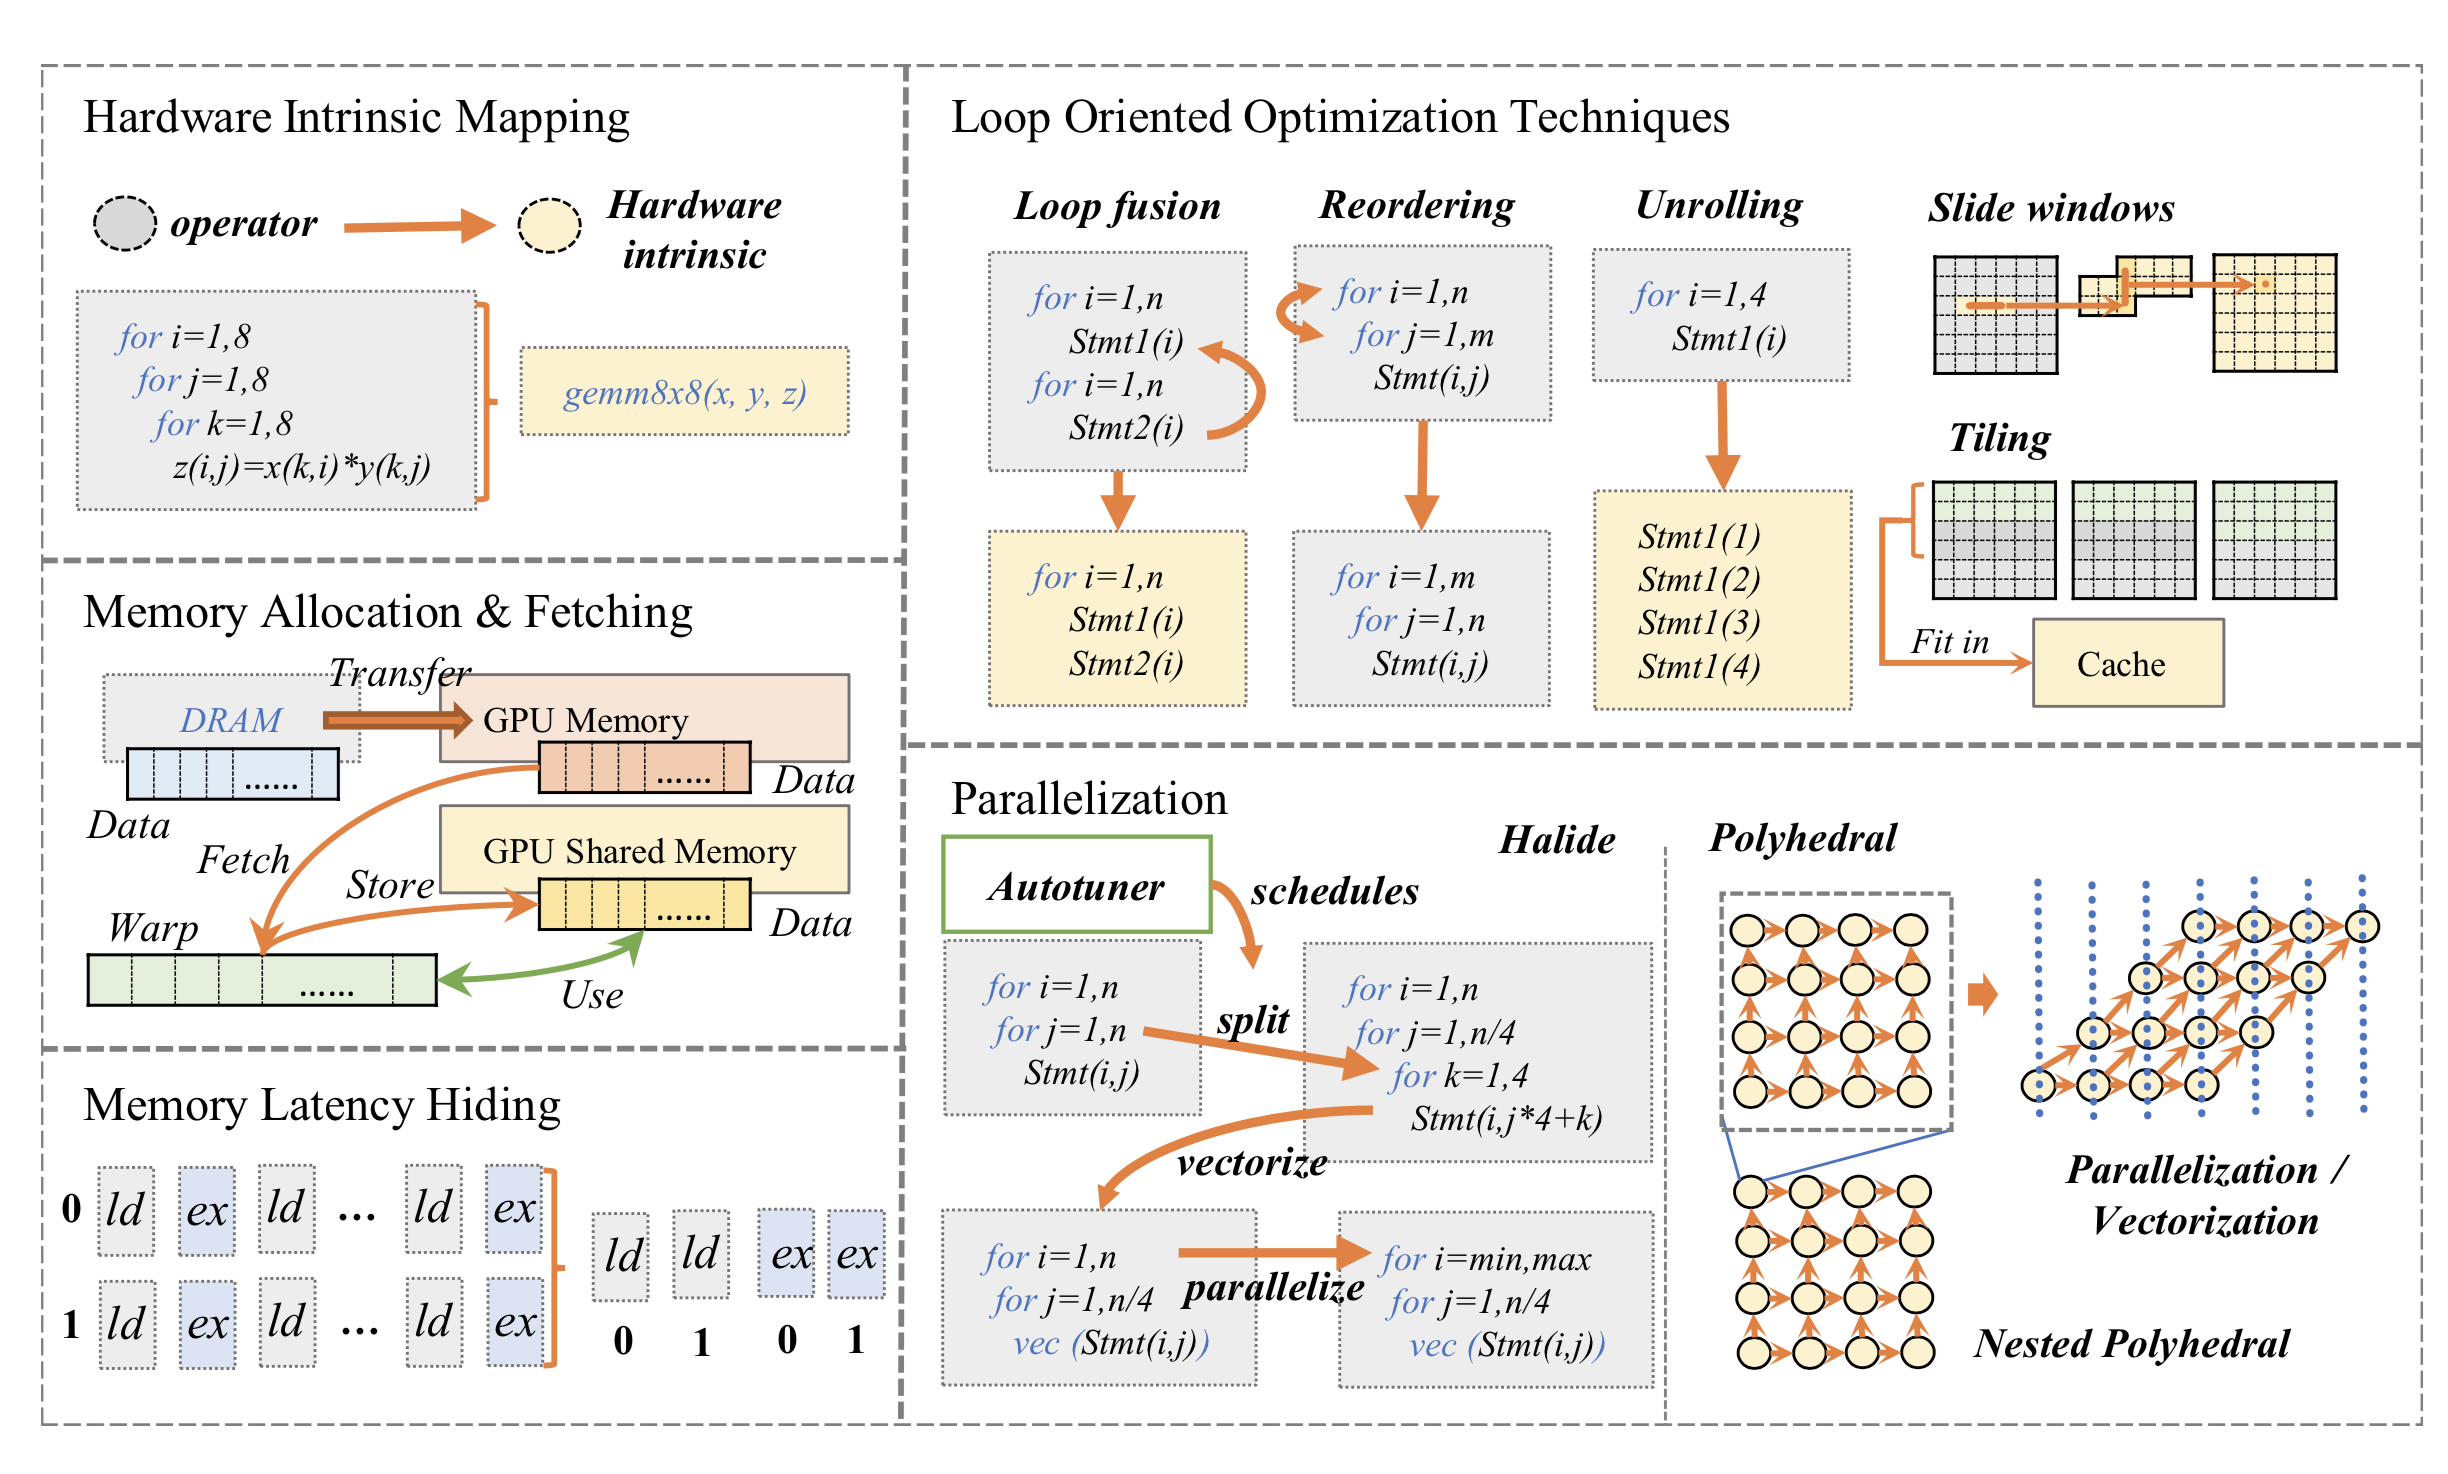 Hardware Intrinsic Mapping
operator
Hardware
intrinsic
for i=1,8
for j=1,8
for k=1,8
z(i,j)=x(k,i)*y(k,j)
gemm8x8(x, y, z)
Memory Allocation & Fetching
Transfer
DRAM
GPU Memory
......
......
Data
Data
GPU Shared Memory
Fetch
Store
......
Data
Warp
......
Use
Memory Latency Hiding
0 ld ex ld ... ld ex
1 ld ex ld ... ld ex
ld ld ex ex
0 1 0 1
Loop Oriented Optimization Techniques
Loop fusion
for i=1,n
Stmt1(i)
for i=1,n
Stmt2(i)
for i=1,n
Stmt1(i)
Stmt2(i)
Reordering
for i=1,n
for j=1,m
Stmt(i,j)
for i=1,m
for j=1,n
Stmt(i,j)
Unrolling
for i=1,4
Stmt1(i)
Stmt1(1)
Stmt1(2)
Stmt1(3)
Stmt1(4)
Slide windows
Tiling
Fit in
Cache
Parallelization
Halide
Autotuner
schedules
for i=1,n
for j=1,n
Stmt(i,j)
split
for i=1,n
for j=1,n/4
for k=1,4
Stmt(i,j*4+k)
vectorize
for i=1,n
for j=1,n/4
vec (Stmt(i,j))
parallelize
for i=min,max
for j=1,n/4
vec (Stmt(i,j))
Polyhedral
Parallelization /
Vectorization
Nested Polyhedral